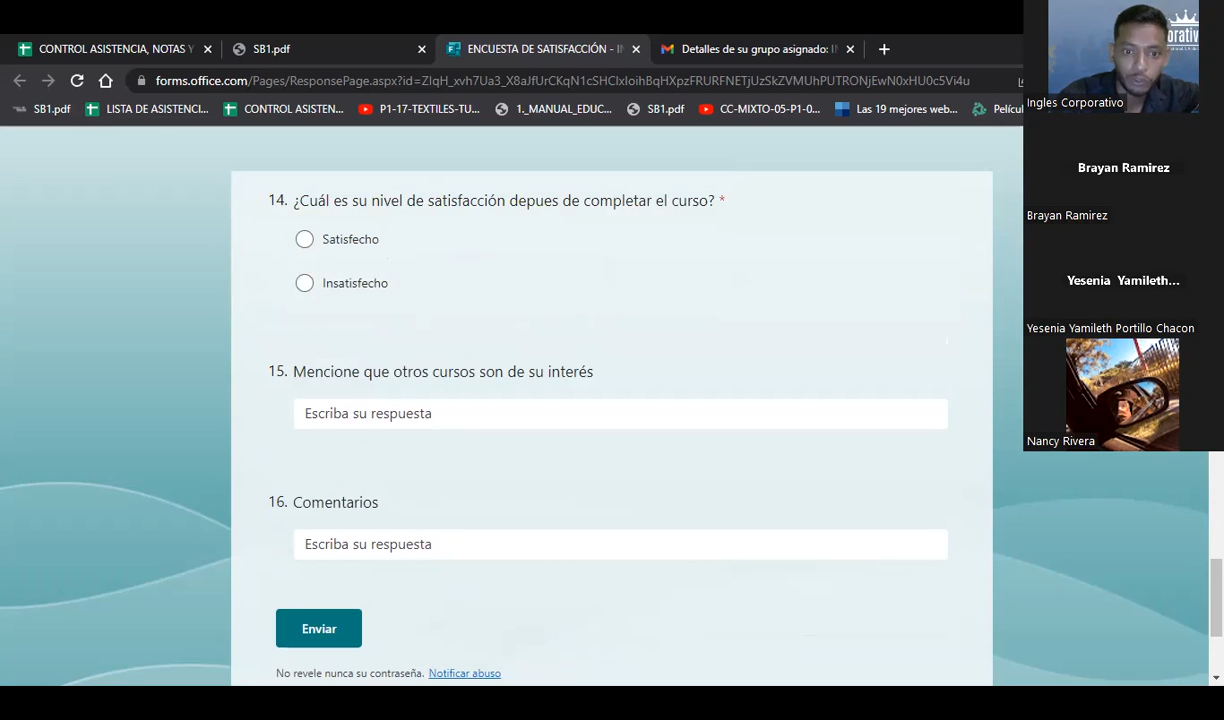 CONTROL ASISTENCIA, NOTAS Y
SB1.pdf
ENCUESTA DE SATISFACCIÓN - IN
Detalles de su grupo asignado: IN
forms.office.com/Pages/ResponsePage.aspx?id=ZIqH_xvh7Ua3_X8aJfUrCKqN1cSHCIxIoihBqHXpzFRURFNETjUzSkZVMUhPUTRONjEwN0xHU0c5Vi4u
SB1.pdf
LISTA DE ASISTENCI...
CONTROL ASISTEN...
P1-17-TEXTILES-TU...
1._MANUAL_EDUC...
SB1.pdf
CC-MIXTO-05-P1-0...
Las 19 mejores web...
Películ
14. ¿Cuál es su nivel de satisfacción depues de completar el curso? *
Satisfecho
Insatisfecho
15. Mencione que otros cursos son de su interés
Escriba su respuesta
16. Comentarios
Escriba su respuesta
Enviar
No revele nunca su contraseña. Notificar abuso
Ingles Corporativo
Brayan Ramirez
Brayan Ramirez
Yesenia Yamileth...
Yesenia Yamileth Portillo Chacon
Nancy Rivera